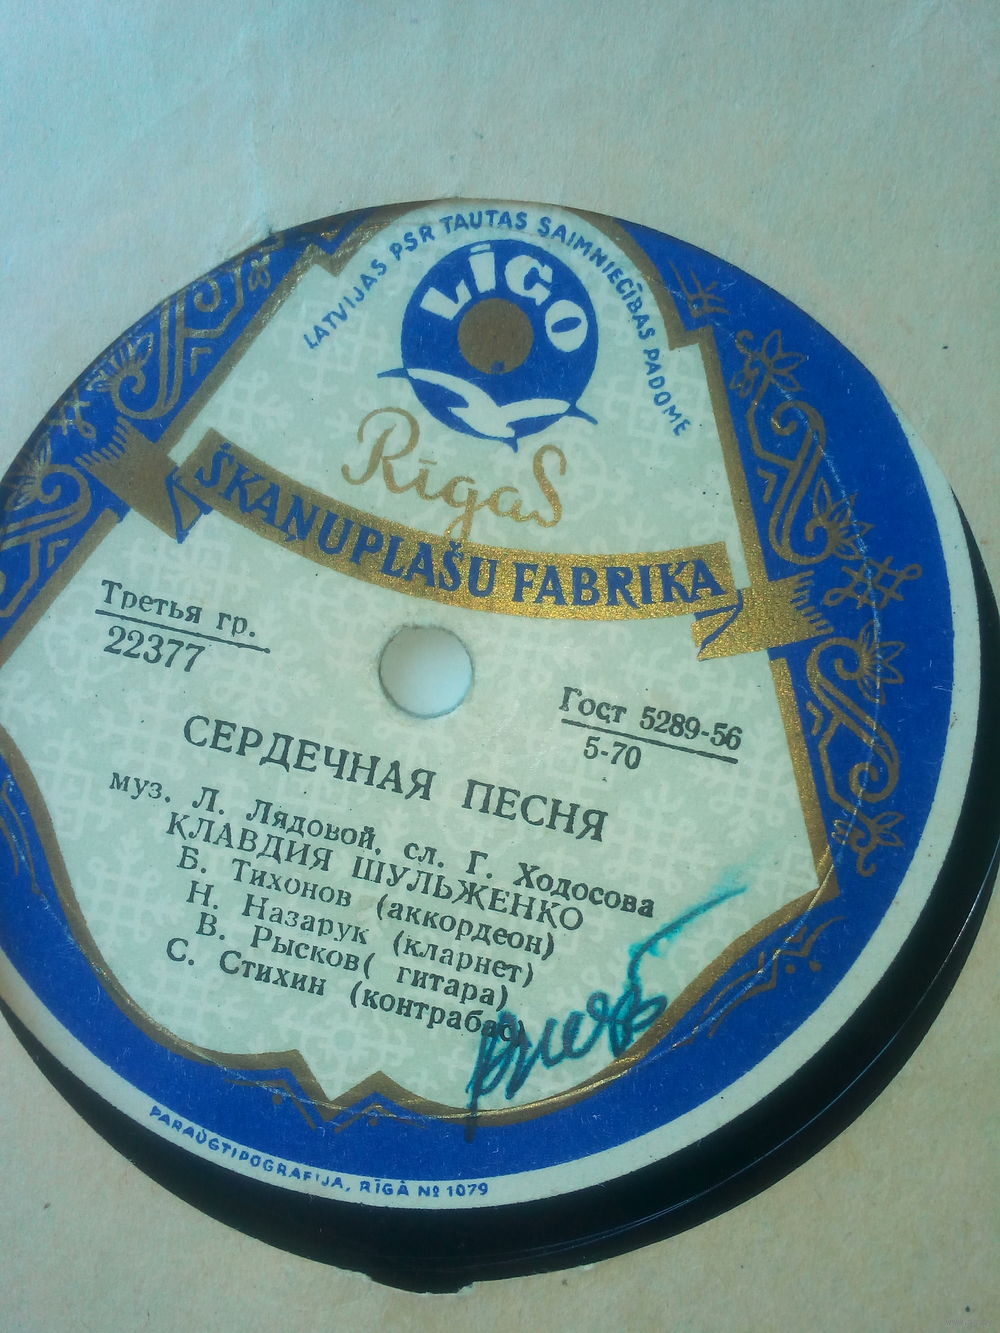 LATVIJAS PSR TAUTAS SAIMNIECĪBAS PADOME
LĪGO
Rīgas
SKAŅUPLAŠU FABRIKA
Третья гр.
22377
Гост 5289-56
5-70
СЕРДЕЧНАЯ ПЕСНЯ
муз. Л. Лядовой, сл. Г. Ходосова
КЛАВДИЯ ШУЛЬЖЕНКО
Б. Тихонов (аккордеон)
Н. Назарук (кларнет)
В. Рысков( гитара)
С. Стихин (контрабас)
PARAUGTIPOGRAFIJA, RĪGĀ № 1079